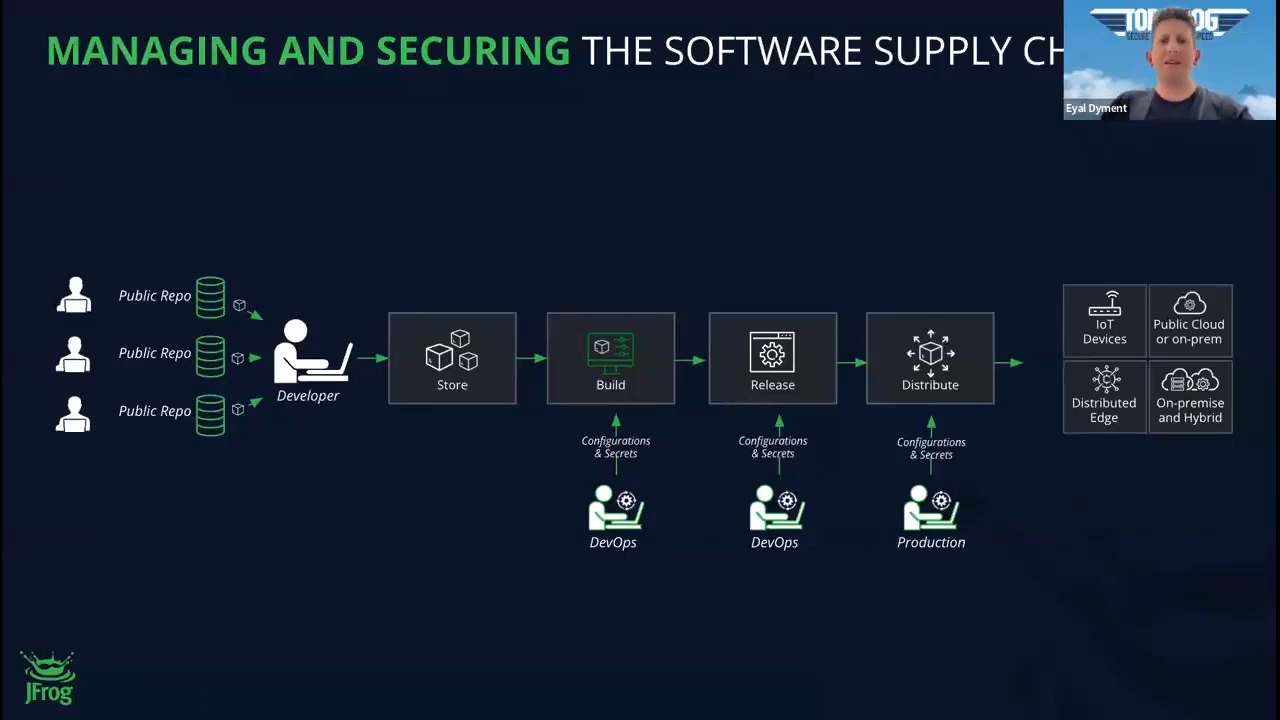 MANAGING AND SECURING THE SOFTWARE SUPPLY CH
Eyal Dyment
Public Repo
Public Repo
Public Repo
Developer
Store
Build
Release
Distribute
IoT
Devices
Public Cloud
or on-prem
Distributed
Edge
On-premise
and Hybrid
Configurations
& Secrets
Configurations
& Secrets
Configurations
& Secrets
DevOps
DevOps
Production
JFrog